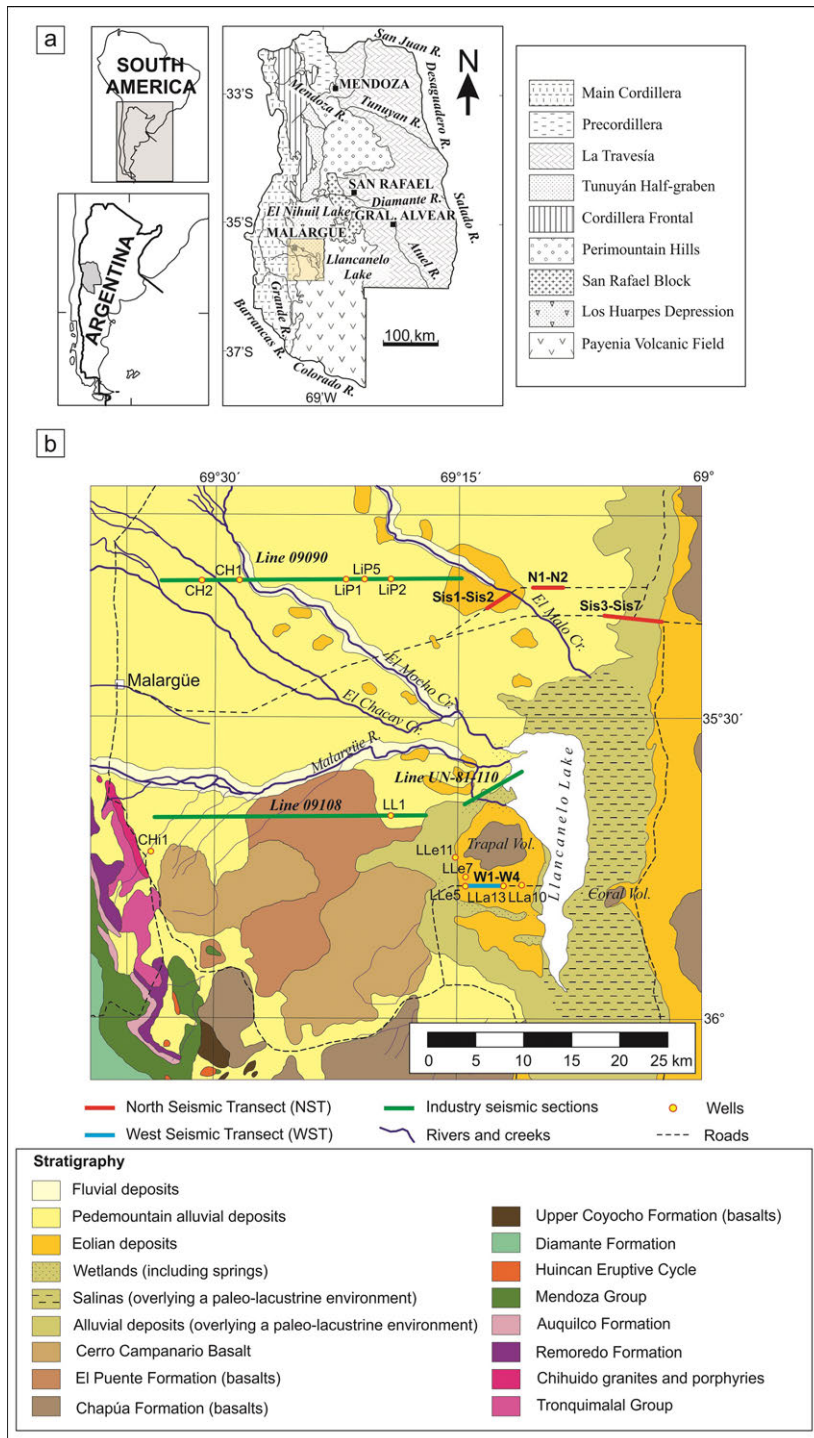 a
SOUTH
AMERICA
ARGENTINA
33°S
35°S
37°S
69°W
San Juan R.
Desaguadero R.
MENDOZA
Mendoza R.
Tunuyan R.
SAN RAFAEL
Diamante R.
El Nihuil Lake
GRAL. ALVEAR
MALARGÜE
Llancanelo
Lake
Salado R.
Atuel R.
Grande R.
Barrancas R.
Colorado R.
N
100 km
Main Cordillera
Precordillera
La Travesía
Tunuyán Half-graben
Cordillera Frontal
Perimountain Hills
San Rafael Block
Los Huarpes Depression
Payenia Volcanic Field
b
69°30´
69°15´
69°
Line 09090
CH1
CH2
LiP5
LiP1
LiP2
N1-N2
Sis1-Sis2
Sis3-Sis7
El Malo Cr.
El Mocho Cr.
Malargüe
El Chacay Cr.
35°30´
Malargüe R.
Line UN-81-110
Line 09108
LL1
CHi1
Llancanelo Lake
Trapal Vol.
LLe11
LLe7
W1-W4
LLe5
LLa13
LLa10
Coral Vol.
36°
0 5 10 15 20 25 km
North Seismic Transect (NST)
Industry seismic sections
Wells
West Seismic Transect (WST)
Rivers and creeks
Roads
Stratigraphy
Fluvial deposits
Pedemountain alluvial deposits
Eolian deposits
Wetlands (including springs)
Salinas (overlying a paleo-lacustrine environment)
Alluvial deposits (overlying a paleo-lacustrine environment)
Cerro Campanario Basalt
El Puente Formation (basalts)
Chapúa Formation (basalts)
Upper Coyocho Formation (basalts)
Diamante Formation
Huincan Eruptive Cycle
Mendoza Group
Auquilco Formation
Remoredo Formation
Chihuido granites and porphyries
Tronquimalal Group